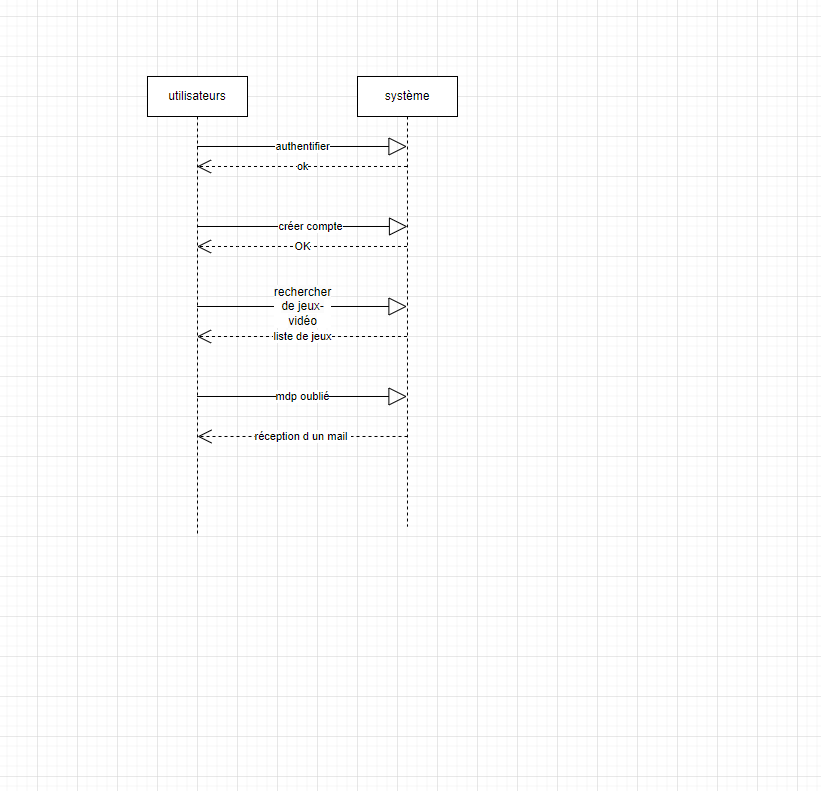 utilisateurs
système
authentifier
ok
créer compte
OK
rechercher
de jeux-
vidéo
liste de jeux
mdp oublié
réception d un mail